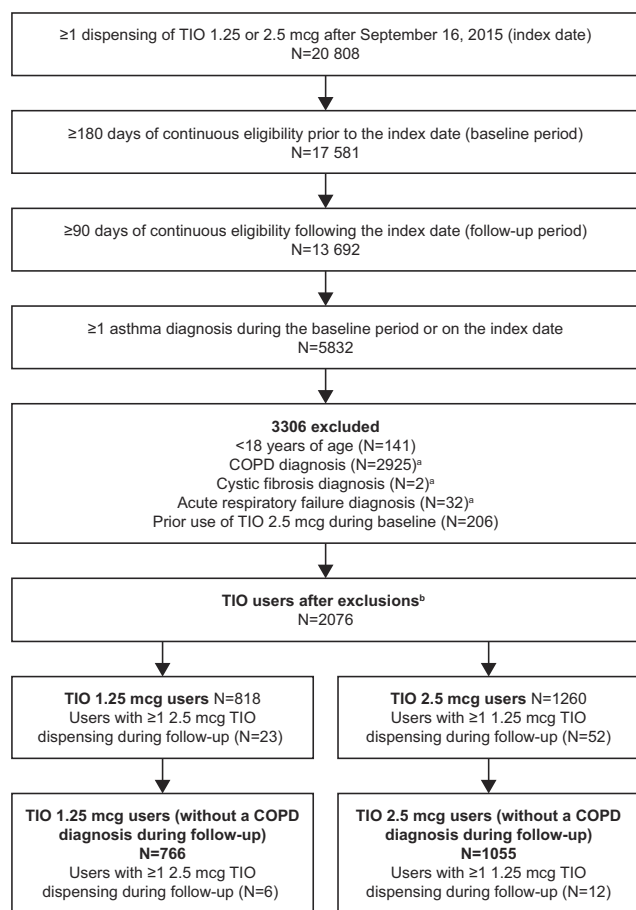 ≥1 dispensing of TIO 1.25 or 2.5 mcg after September 16, 2015 (index date)
N=20 808
≥180 days of continuous eligibility prior to the index date (baseline period)
N=17 581
≥90 days of continuous eligibility following the index date (follow-up period)
N=13 692
≥1 asthma diagnosis during the baseline period or on the index date
N=5832
3306 excluded
<18 years of age (N=141)
COPD diagnosis (N=2925)ᵃ
Cystic fibrosis diagnosis (N=2)ᵃ
Acute respiratory failure diagnosis (N=32)ᵃ
Prior use of TIO 2.5 mcg during baseline (N=206)
TIO users after exclusionsᵇ
N=2076
TIO 1.25 mcg users N=818
Users with ≥1 2.5 mcg TIO
dispensing during follow-up (N=23)
TIO 2.5 mcg users N=1260
Users with ≥1 1.25 mcg TIO
dispensing during follow-up (N=52)
TIO 1.25 mcg users (without a COPD
diagnosis during follow-up)
N=766
Users with ≥1 2.5 mcg TIO
dispensing during follow-up (N=6)
TIO 2.5 mcg users (without a COPD
diagnosis during follow-up)
N=1055
Users with ≥1 1.25 mcg TIO
dispensing during follow-up (N=12)